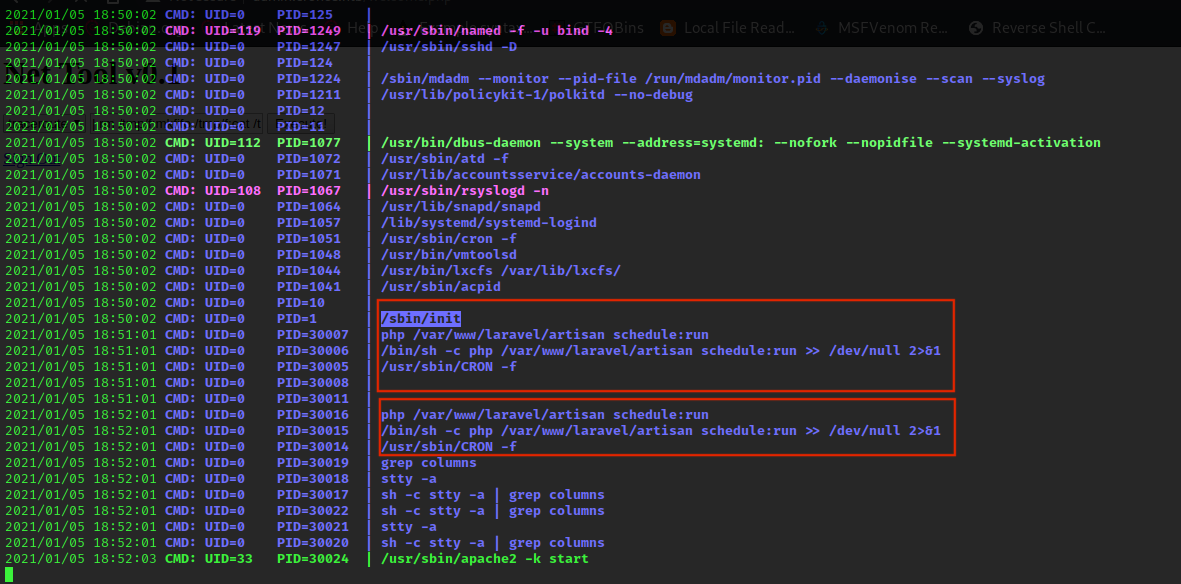 2021/01/05 18:50:02 CMD: UID=0 PID=125 |
2021/01/05 18:50:02 CMD: UID=119 PID=1249 | /usr/sbin/named -f -u bind -4
2021/01/05 18:50:02 CMD: UID=0 PID=1247 | /usr/sbin/sshd -D
2021/01/05 18:50:02 CMD: UID=0 PID=124 |
2021/01/05 18:50:02 CMD: UID=0 PID=1224 | /sbin/mdadm --monitor --pid-file /run/mdadm/monitor.pid --daemonise --scan --syslog
2021/01/05 18:50:02 CMD: UID=0 PID=1211 | /usr/lib/policykit-1/polkitd --no-debug
2021/01/05 18:50:02 CMD: UID=0 PID=12 |
2021/01/05 18:50:02 CMD: UID=0 PID=11 |
2021/01/05 18:50:02 CMD: UID=112 PID=1077 | /usr/bin/dbus-daemon --system --address=systemd: --nofork --nopidfile --systemd-activation
2021/01/05 18:50:02 CMD: UID=0 PID=1072 | /usr/sbin/atd -f
2021/01/05 18:50:02 CMD: UID=0 PID=1071 | /usr/lib/accountsservice/accounts-daemon
2021/01/05 18:50:02 CMD: UID=108 PID=1067 | /usr/sbin/rsyslogd -n
2021/01/05 18:50:02 CMD: UID=0 PID=1064 | /usr/lib/snapd/snapd
2021/01/05 18:50:02 CMD: UID=0 PID=1057 | /lib/systemd/systemd-logind
2021/01/05 18:50:02 CMD: UID=0 PID=1051 | /usr/sbin/cron -f
2021/01/05 18:50:02 CMD: UID=0 PID=1048 | /usr/bin/vmtoolsd
2021/01/05 18:50:02 CMD: UID=0 PID=1044 | /usr/bin/lxcfs /var/lib/lxcfs/
2021/01/05 18:50:02 CMD: UID=0 PID=1041 | /usr/sbin/acpid
2021/01/05 18:50:02 CMD: UID=0 PID=10 |
2021/01/05 18:50:02 CMD: UID=0 PID=1 | /sbin/init
2021/01/05 18:51:01 CMD: UID=0 PID=30007 | php /var/www/laravel/artisan schedule:run
2021/01/05 18:51:01 CMD: UID=0 PID=30006 | /bin/sh -c php /var/www/laravel/artisan schedule:run >> /dev/null 2>&1
2021/01/05 18:51:01 CMD: UID=0 PID=30005 | /usr/sbin/CRON -f
2021/01/05 18:51:01 CMD: UID=0 PID=30008 |
2021/01/05 18:51:01 CMD: UID=0 PID=30011 |
2021/01/05 18:52:01 CMD: UID=0 PID=30016 | php /var/www/laravel/artisan schedule:run
2021/01/05 18:52:01 CMD: UID=0 PID=30015 | /bin/sh -c php /var/www/laravel/artisan schedule:run >> /dev/null 2>&1
2021/01/05 18:52:01 CMD: UID=0 PID=30014 | /usr/sbin/CRON -f
2021/01/05 18:52:01 CMD: UID=0 PID=30019 | grep columns
2021/01/05 18:52:01 CMD: UID=0 PID=30018 | stty -a
2021/01/05 18:52:01 CMD: UID=0 PID=30017 | sh -c stty -a | grep columns
2021/01/05 18:52:01 CMD: UID=0 PID=30022 | sh -c stty -a | grep columns
2021/01/05 18:52:01 CMD: UID=0 PID=30021 | stty -a
2021/01/05 18:52:01 CMD: UID=0 PID=30020 | sh -c stty -a | grep columns
2021/01/05 18:52:03 CMD: UID=33 PID=30024 | /usr/sbin/apache2 -k start
Local File Read... MSFVenom Re... Reverse Shell C...